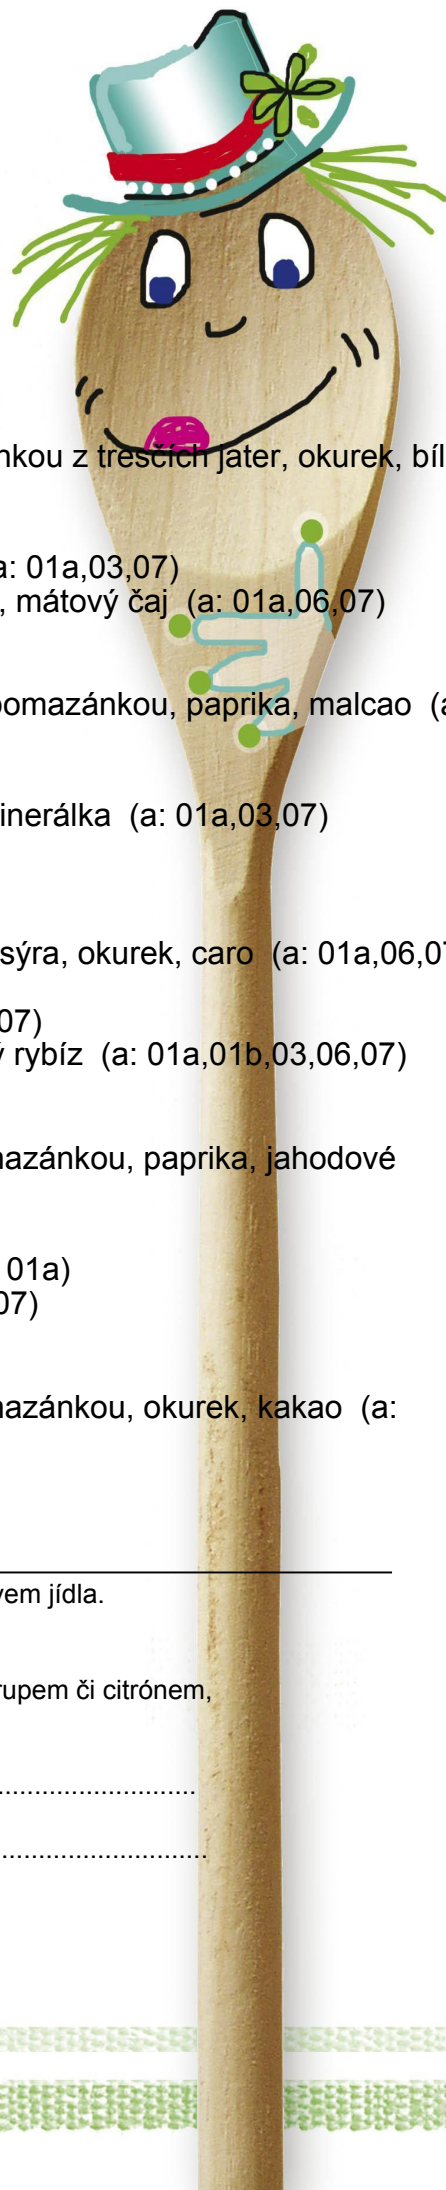 nkou z tresčích jater, okurek, bíl
a: 01a,03,07)
, mátový čaj (a: 01a,06,07)
pomazánkou, paprika, malcao (a
inerálka (a: 01a,03,07)
sýra, okurek, caro (a: 01a,06,07
07)
ý rybíz (a: 01a,01b,03,06,07)
nazánkou, paprika, jahodové
01a)
07)
nazánkou, okurek, kakao (a:
vem jídla.
rupem či citrónem,